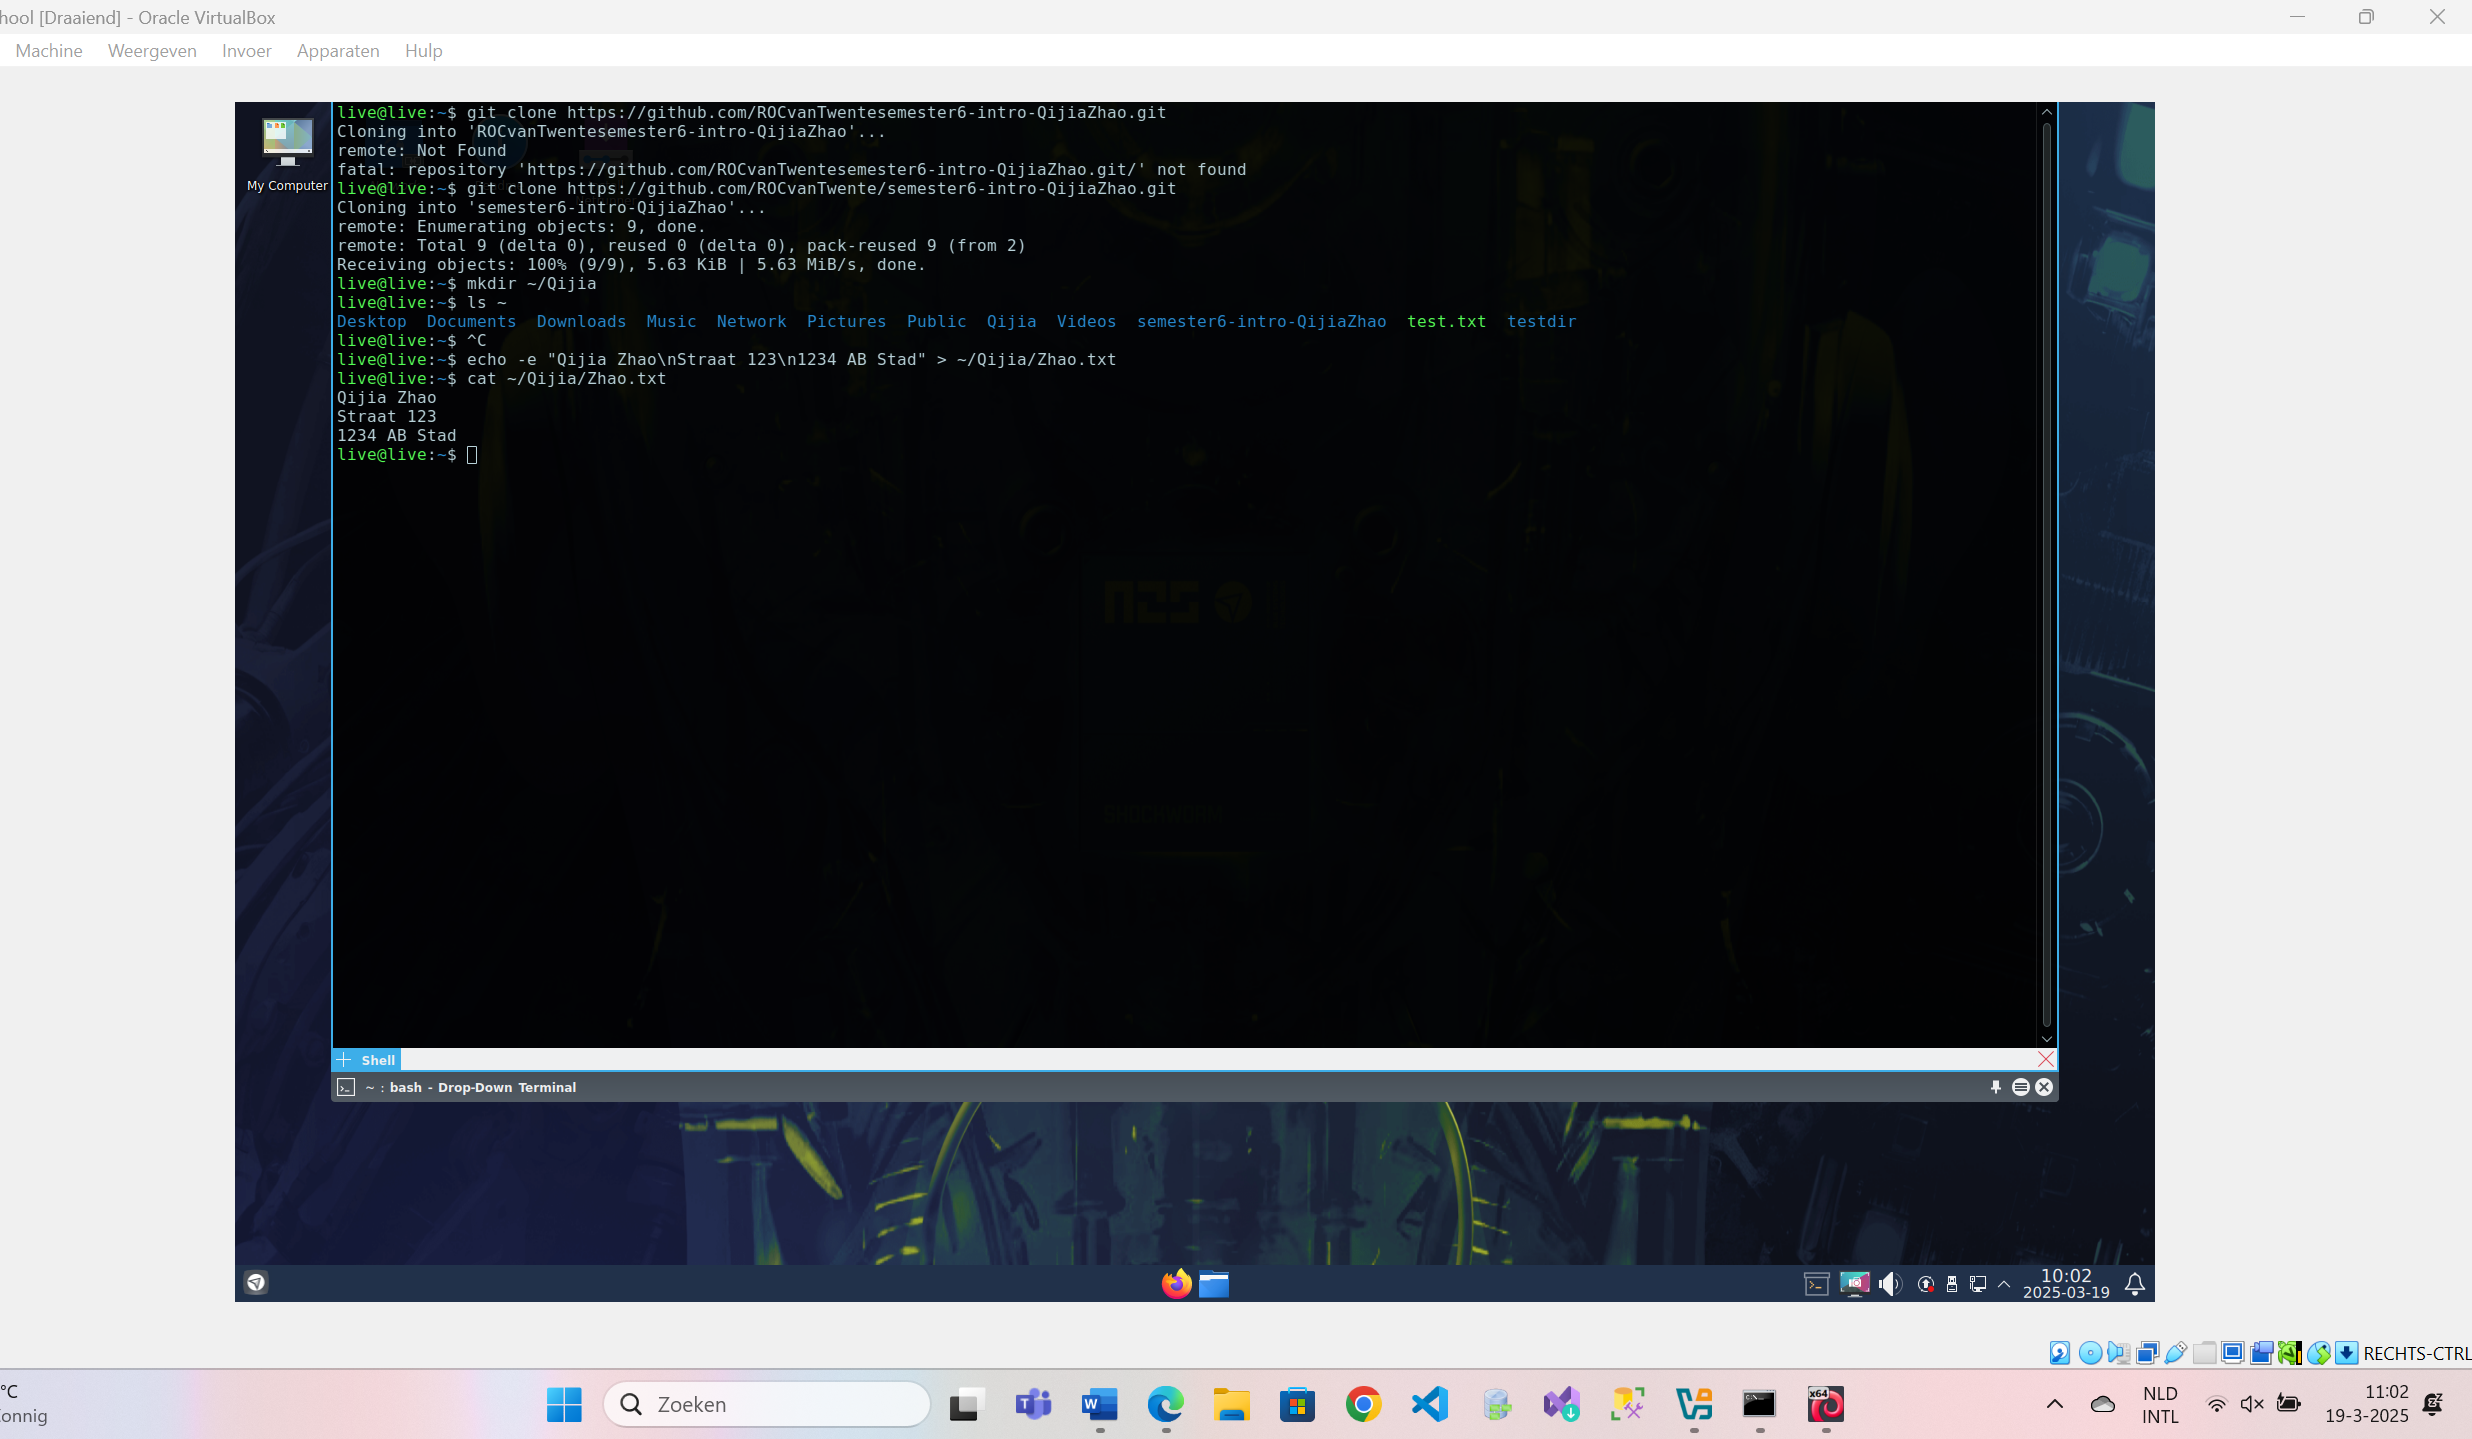 hool [Draaiend] - Oracle VirtualBox
Machine Weergeven Invoer Apparaten Hulp
My Computer
live@live:~$ git clone https://github.com/ROCvanTwentesemester6-intro-QijiaZhao.git
Cloning into 'ROCvanTwentesemester6-intro-QijiaZhao'...
remote: Not Found
fatal: repository 'https://github.com/ROCvanTwentesemester6-intro-QijiaZhao.git/' not found
live@live:~$ git clone https://github.com/ROCvanTwente/semester6-intro-QijiaZhao.git
Cloning into 'semester6-intro-QijiaZhao'...
remote: Enumerating objects: 9, done.
remote: Total 9 (delta 0), reused 0 (delta 0), pack-reused 9 (from 2)
Receiving objects: 100% (9/9), 5.63 KiB | 5.63 MiB/s, done.
live@live:~$ mkdir ~/Qijia
live@live:~$ ls ~
Desktop Documents Downloads Music Network Pictures Public Qijia Videos semester6-intro-QijiaZhao test.txt testdir
live@live:~$ ^C
live@live:~$ echo -e "Qijia Zhao\nStraat 123\n1234 AB Stad" > ~/Qijia/Zhao.txt
live@live:~$ cat ~/Qijia/Zhao.txt
Qijia Zhao
Straat 123
1234 AB Stad
live@live:~$
Shell
~ : bash - Drop-Down Terminal
10:02
2025-03-19
RECHTS-CTRL
°C
onnig
Zoeken
x64
NLD
INTL
11:02
19-3-2025